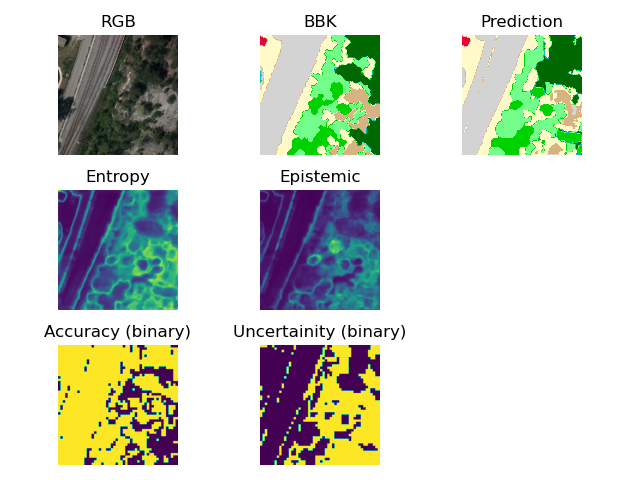 RGB
BBK
Prediction
Entropy
Epistemic
Accuracy (binary)
Uncertainity (binary)